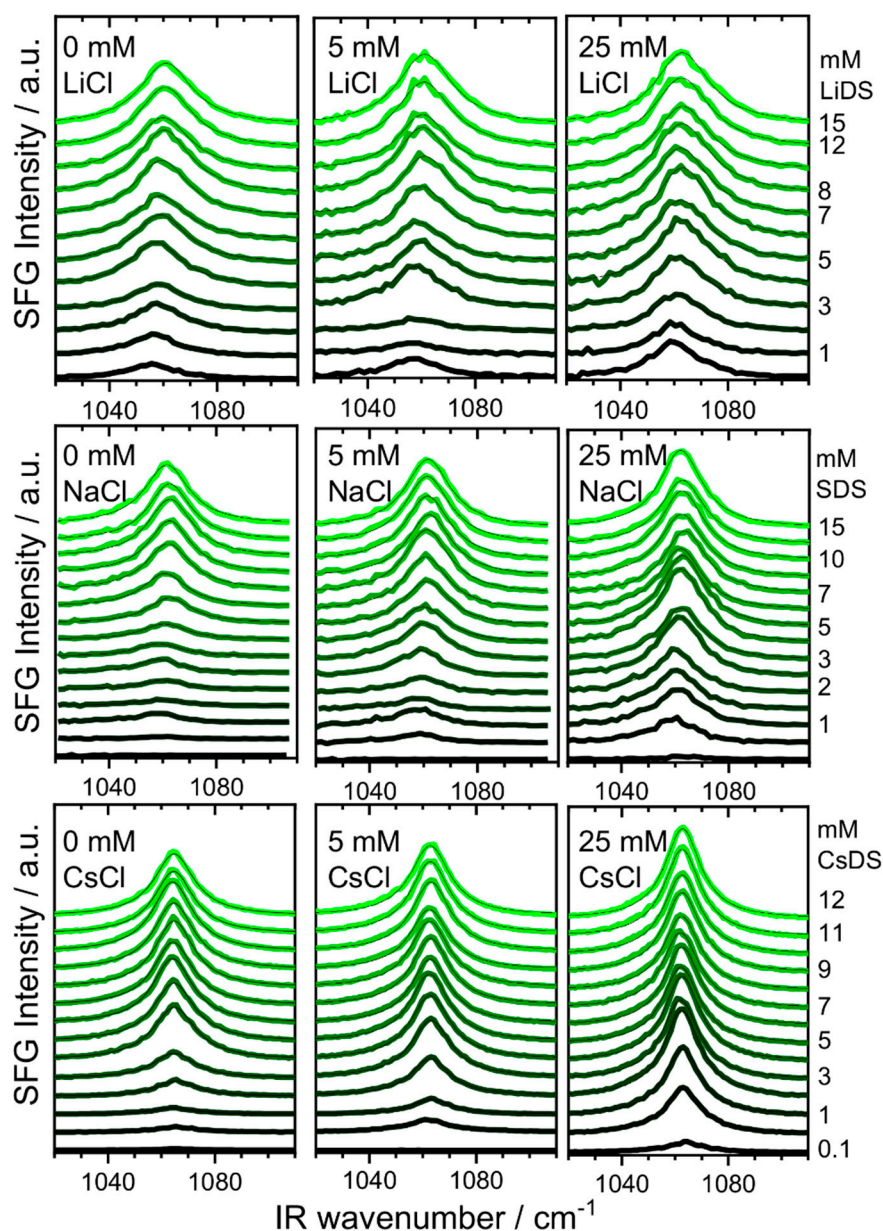 0 mM
LiCl
5 mM
LiCl
25 mM
LiCl
mM
LiDS
15
12
8
7
5
3
1
SFG Intensity / a.u.
1040 1080
1040 1080
1040 1080
0 mM
NaCl
5 mM
NaCl
25 mM
NaCl
mM
SDS
15
10
7
5
3
2
1
SFG Intensity / a.u.
1040 1080
1040 1080
1040 1080
0 mM
CsCl
5 mM
CsCl
25 mM
CsCl
mM
CsDS
12
11
9
7
5
3
1
0.1
SFG Intensity / a.u.
1040 1080
1040 1080
1040 1080
IR wavenumber / cm⁻¹